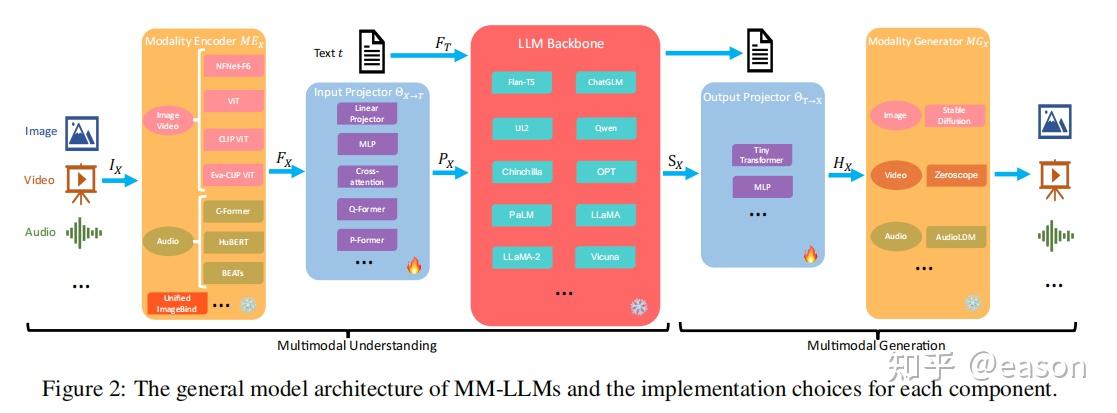 Image
Video
Audio
...
I_X
Modality Encoder ME_X
Image
Video
NFNet-F6
ViT
CLIP ViT
Eva-CLIP ViT
Audio
C-Former
HuBERT
BEATs
Unified
ImageBind
...
F_X
Text t
F_T
Input Projector Θ_X→T
Linear
Projector
MLP
Cross-
attention
Q-Former
P-Former
...
P_X
LLM Backbone
Flan-T5
ChatGLM
UL2
Qwen
Chinchilla
OPT
PaLM
LLaMA
LLaMA-2
Vicuna
...
S_X
Output Projector Θ_T→X
Tiny
Transformer
MLP
...
H_X
Modality Generator MG_X
Image
Stable
Diffusion
Video
Zeroscope
Audio
AudioLDM
...
...
Multimodal Understanding
Multimodal Generation
知乎 @eason
Figure 2: The general model architecture of MM-LLMs and the implementation choices for each component.